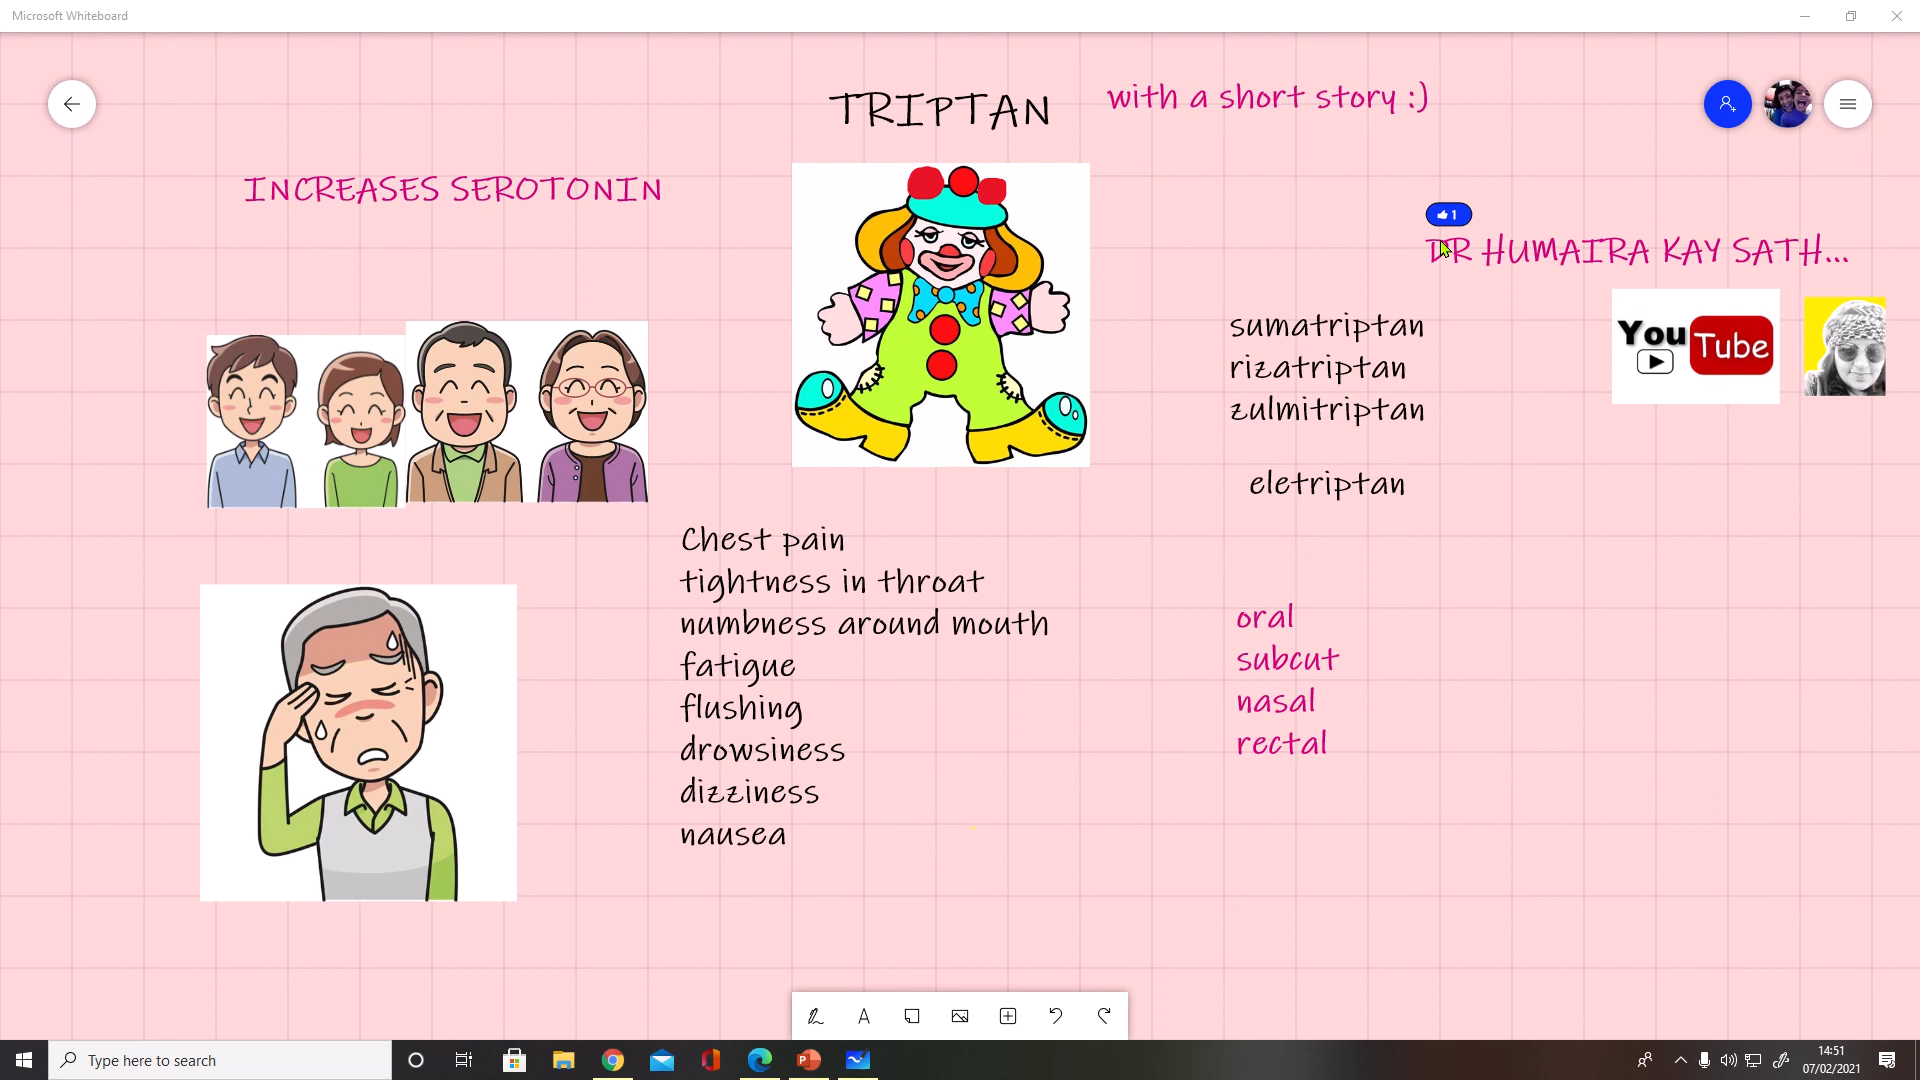 Microsoft Whiteboard
TRIPTAN
with a short story :)
INCREASES SEROTONIN
1
DR HUMAIRA KAY SATH...
You Tube
sumatriptan
rizatriptan
zulmitriptan
eletriptan
Chest pain
tightness in throat
numbness around mouth
fatigue
flushing
drowsiness
dizziness
nausea
oral
subcut
nasal
rectal
Type here to search
14:51
07/02/2021